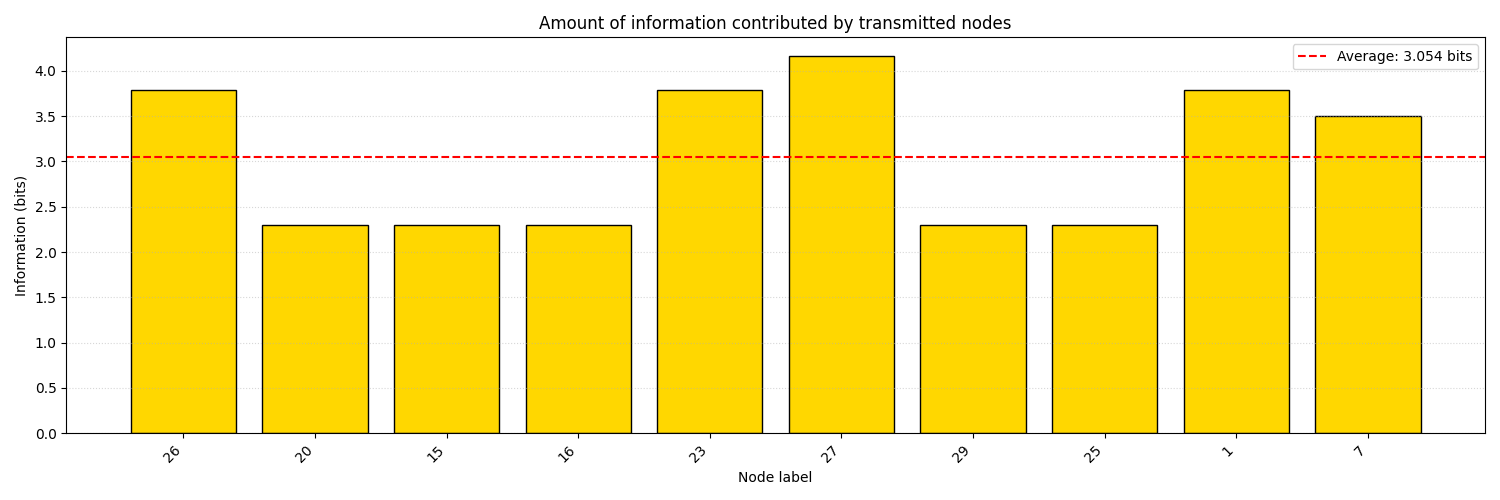 Amount of information contributed by transmitted nodes
Average: 3.054 bits
Information (bits)
4.0
3.5
3.0
2.5
2.0
1.5
1.0
0.5
0.0
26 20 15 16 23 27 29 25 1 7
Node label